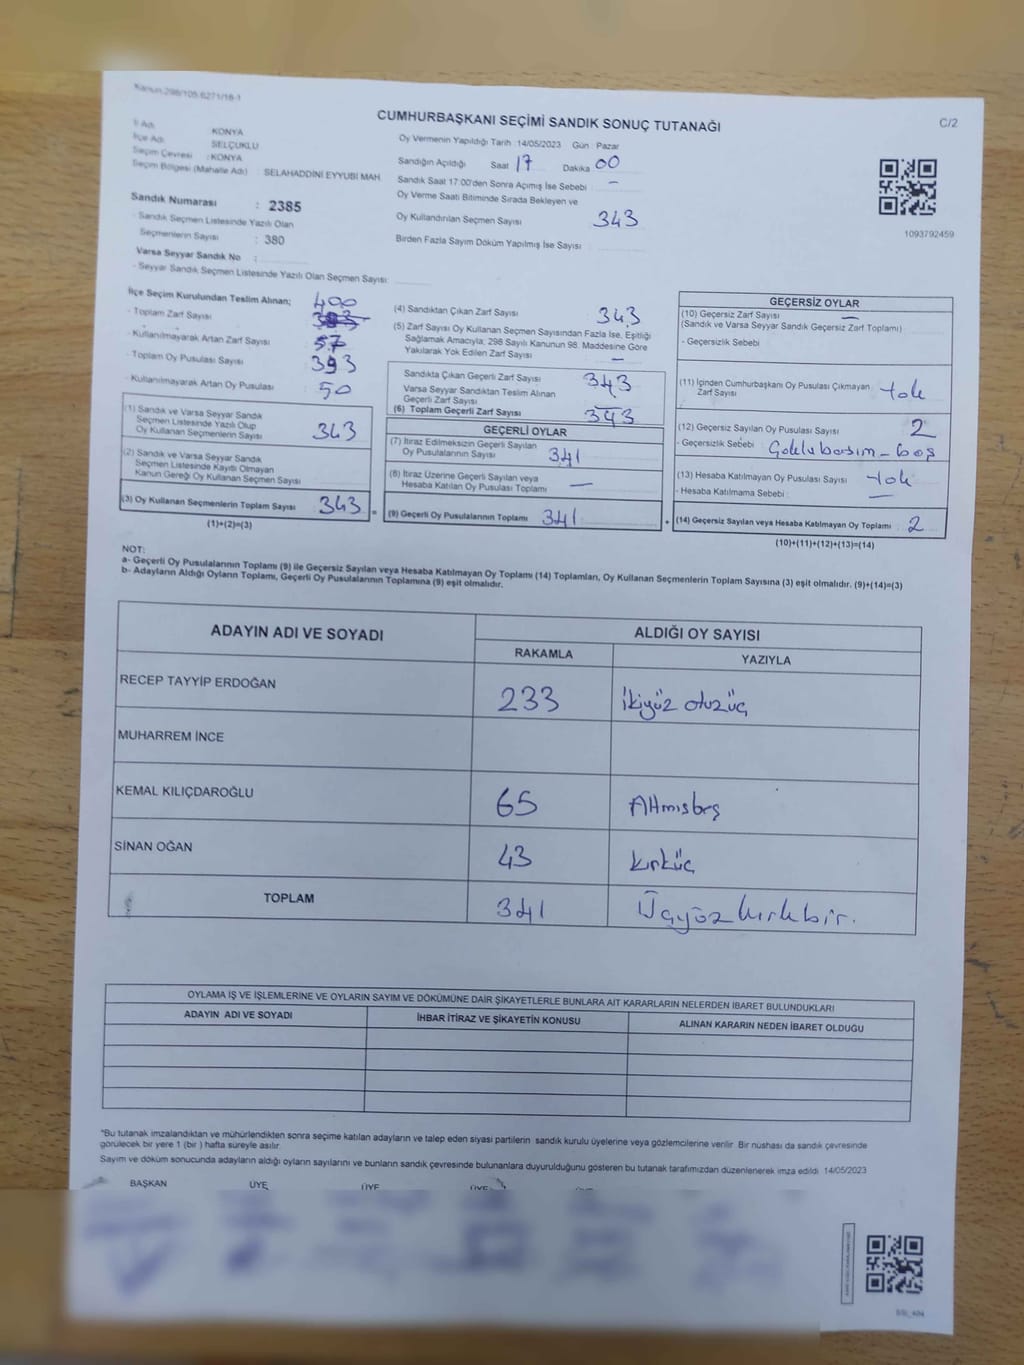 Kanun:298/105.6271/16-1
CUMHURBAŞKANI SEÇİMİ SANDIK SONUÇ TUTANAĞI
C/2
İl Adı KONYA
İlçe Adı SELÇUKLU
Seçim Çevresi : KONYA
Seçim Bölgesi (Mahalle Adı) : SELAHADDİNİ EYYUBİ MAH.
Sandık Numarası : 2385
- Sandık Seçmen Listesinde Yazılı Olan
Seçmenlerin Sayısı : 380
Varsa Seyyar Sandık No :
- Seyyar Sandık Seçmen Listesinde Yazılı Olan Seçmen Sayısı:
Oy Vermenin Yapıldığı Tarih :14/05/2023 Gün : Pazar
Sandığın Açıldığı Saat 17 Dakika 00
Sandık Saat 17:00'den Sonra Açmış İse Sebebi –
Oy Verme Saati Bitiminde Sırada Bekleyen ve
Oy Kullandırılan Seçmen Sayısı 343
Birden Fazla Sayım Döküm Yapılmış İse Sayısı :
1093792459
İlçe Seçim Kurulundan Teslim Alınan;
- Toplam Zarf Sayısı 400
- Kullanılmayarak Artan Zarf Sayısı 57
- Toplam Oy Pusulası Sayısı 393
- Kullanılmayarak Artan Oy Pusulası 50
(1) Sandık ve Varsa Seyyar Sandık
Seçmen Listesinde Yazılı Olup
Oy Kullanan Seçmenlerin Sayısı 343
(2) Sandık ve Varsa Seyyar Sandık
Seçmen Listesinde Kayıtlı Olmayan
Kanun Gereği Oy Kullanan Seçmen Sayısı
(3) Oy Kullanan Seçmenlerin Toplam Sayısı 343 =
(1)+(2)=(3)
(4) Sandıktan Çıkan Zarf Sayısı 343
(5) Zarf Sayısı Oy Kullanan Seçmen Sayısından Fazla İse, Eşitliği
Sağlamak Amacıyla, 298 Sayılı Kanunun 98. Maddesine Göre
Yakılarak Yok Edilen Zarf Sayısı –
Sandıkta Çıkan Geçerli Zarf Sayısı 343
Varsa Seyyar Sandıktan Teslim Alınan
Geçerli Zarf Sayısı –
(6) Toplam Geçerli Zarf Sayısı 343
GEÇERLİ OYLAR
(7) İtiraz Edilmeksizin Geçerli Sayılan
Oy Pusulalarının Sayısı 341
(8) İtiraz Üzerine Geçerli Sayılan veya
Hesaba Katılan Oy Pusulası Toplamı —
(9) Geçerli Oy Pusulalarının Toplamı 341 +
GEÇERSİZ OYLAR
(10) Geçersiz Zarf Sayısı —
(Sandık ve Varsa Seyyar Sandık Geçersiz Zarf Toplamı)
- Geçersizlik Sebebi
(11) İçinden Cumhurbaşkanı Oy Pusulası Çıkmayan
Zarf Sayısı Yok
(12) Geçersiz Sayılan Oy Pusulası Sayısı 2
- Geçersizlik Sebebi boş
(13) Hesaba Katılmayan Oy Pusulası Sayısı Yok
- Hesaba Katılmama Sebebi : —
(14) Geçersiz Sayılan veya Hesaba Katılmayan Oy Toplamı : 2
(10)+(11)+(12)+(13)=(14)
NOT:
a- Geçerli Oy Pusulalarının Toplamı (9) ile Geçersiz Sayılan veya Hesaba Katılmayan Oy Toplamı (14) Toplamları, Oy Kullanan Seçmenlerin Toplam Sayısına (3) eşit olmalıdır. (9)+(14)=(3)
b- Adayların Aldığı Oyların Toplamı, Geçerli Oy Pusulalarının Toplamına (9) eşit olmalıdır.
ADAYIN ADI VE SOYADI
ALDIĞI OY SAYISI
RAKAMLA YAZIYLA
RECEP TAYYİP ERDOĞAN 233 İkiyüz otuzüç
MUHARREM İNCE
KEMAL KILIÇDAROĞLU 65 Altmışbeş
SİNAN OĞAN 43 Kırküç
TOPLAM 341 Üçyüzkırkbir.
OYLAMA İŞ VE İŞLEMLERİNE VE OYLARIN SAYIM VE DÖKÜMÜNE DAİR ŞİKAYETLERLE BUNLARA AİT KARARLARIN NELERDEN İBARET BULUNDUKLARI
ADAYIN ADI VE SOYADI İHBAR İTİRAZ VE ŞİKAYETİN KONUSU ALINAN KARARIN NEDEN İBARET OLDUĞU
*Bu tutanak imzalandıktan ve mühürlendikten sonra seçime katılan adayların ve talep eden siyasi partilerin sandık kurulu üyelerine veya gözlemcilerine verilir. Bir nüshası da sandık çevresinde
görülecek bir yere 1 (bir ) hafta süreyle asılır.
Sayım ve döküm sonucunda adayların aldığı oyların sayılarını ve bunların sandık çevresinde bulunanlara duyurulduğunu gösteren bu tutanak tarafımızdan düzenlenerek imza edildi. 14/05/2023
BAŞKAN ÜYE ÜYE ÜYE